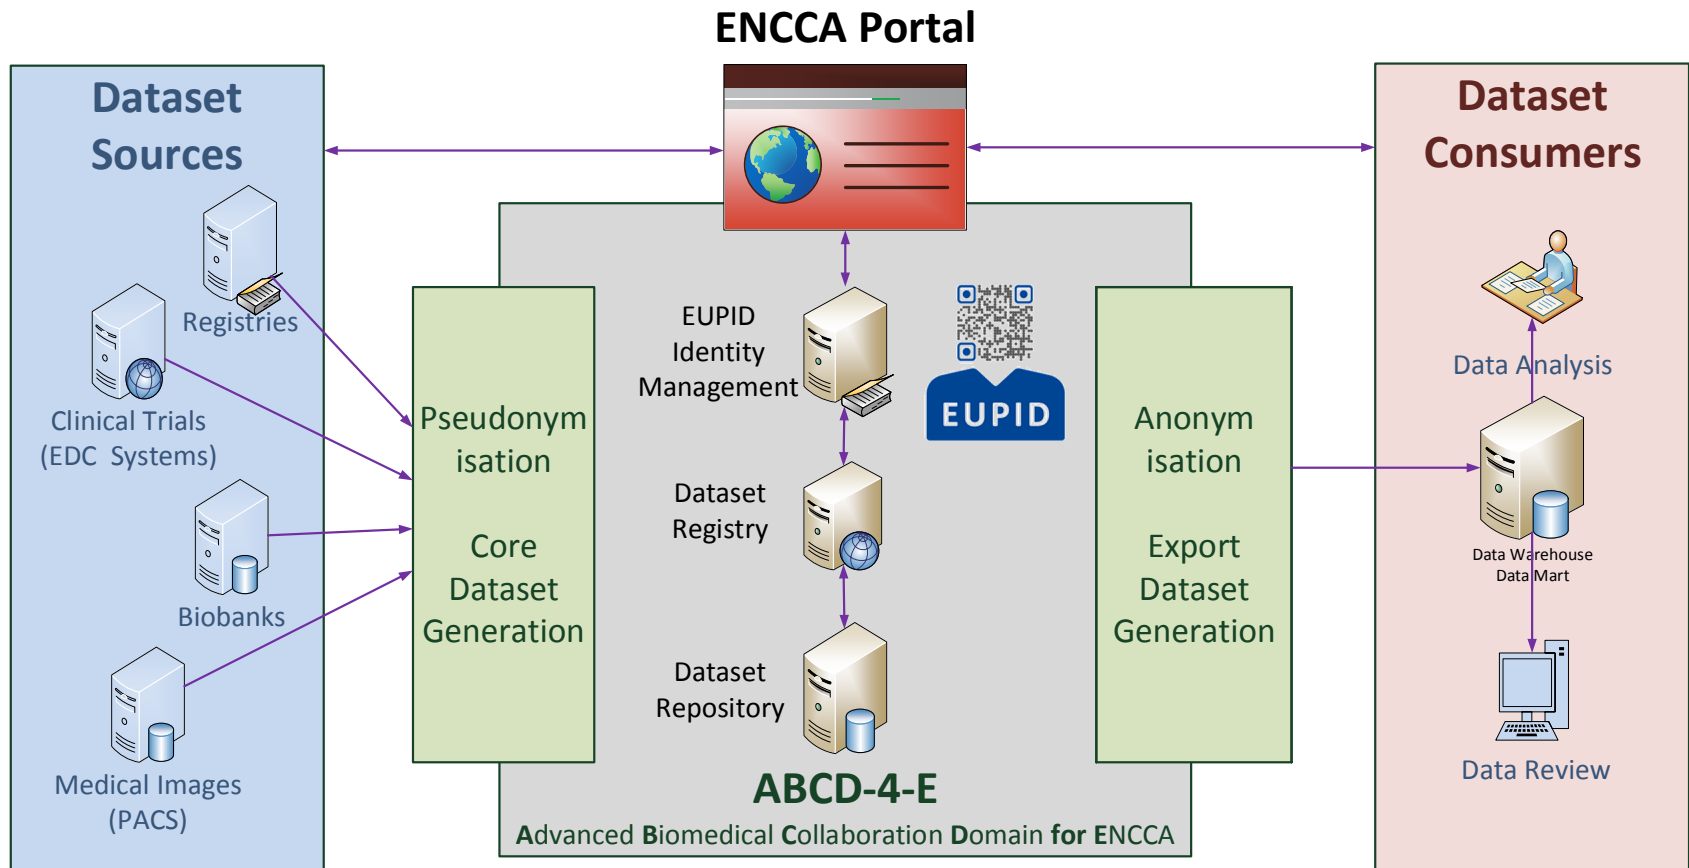 ENCCA Portal
Dataset
Sources
Registries
Clinical Trials
(EDC Systems)
Biobanks
Medical Images
(PACS)
Pseudonym
isation
Core
Dataset
Generation
EUPID
Identity
Management
EUPID
Dataset
Registry
Dataset
Repository
ABCD-4-E
Advanced Biomedical Collaboration Domain for ENCCA
Anonym
isation
Export
Dataset
Generation
Dataset
Consumers
Data Analysis
Data Warehouse
Data Mart
Data Review